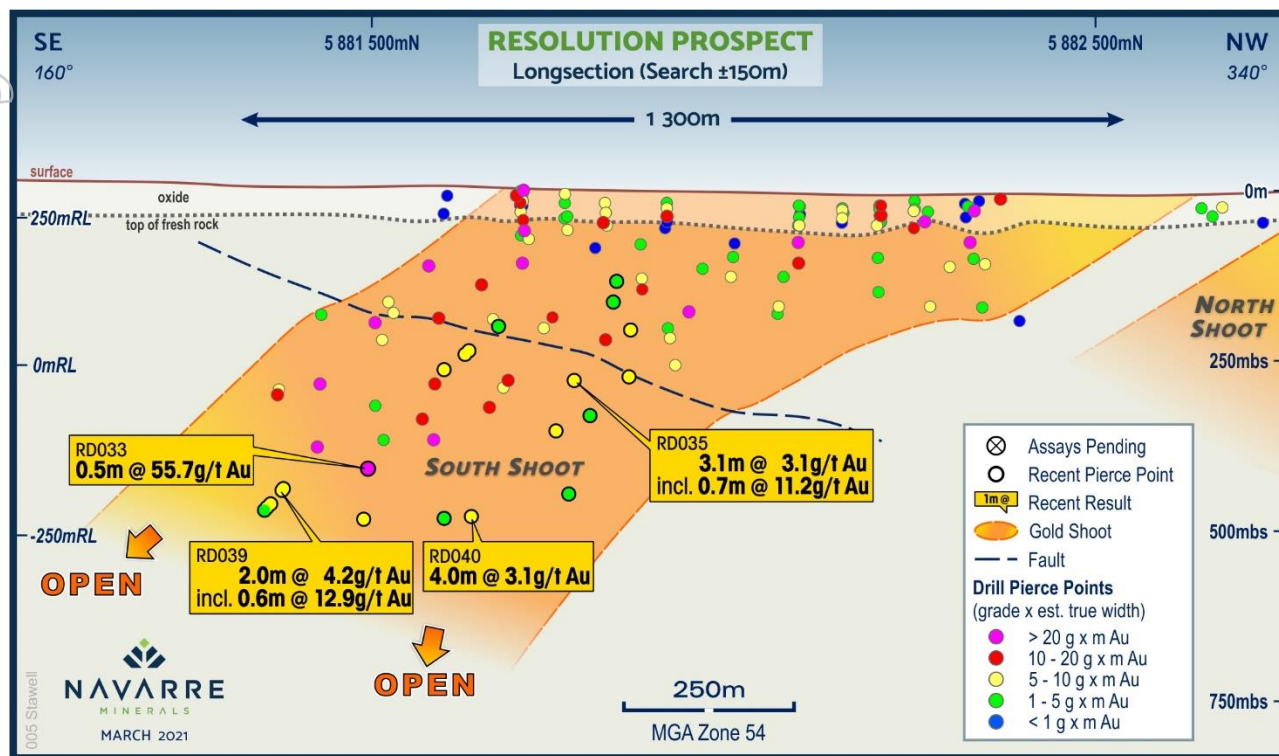 SE
160°
5 881 500mN
RESOLUTION PROSPECT
Longsection (Search ±150m)
5 882 500mN
NW
340°
1 300m
surface
oxide
top of fresh rock
250mRL
0m
NORTH
SHOOT
0mRL
250mbs
RD033
0.5m @ 55.7g/t Au
SOUTH SHOOT
RD035
3.1m @ 3.1g/t Au
incl. 0.7m @ 11.2g/t Au
-250mRL
500mbs
OPEN
RD039
2.0m @ 4.2g/t Au
incl. 0.6m @ 12.9g/t Au
RD040
4.0m @ 3.1g/t Au
OPEN
Assays Pending
Recent Pierce Point
1m @
Recent Result
Gold Shoot
Fault
Drill Pierce Points
(grade x est. true width)
> 20 g x m Au
10 - 20 g x m Au
5 - 10 g x m Au
1 - 5 g x m Au
< 1 g x m Au
750mbs
250m
MGA Zone 54
NAVARRE
MINERALS
MARCH 2021
005 Stawell